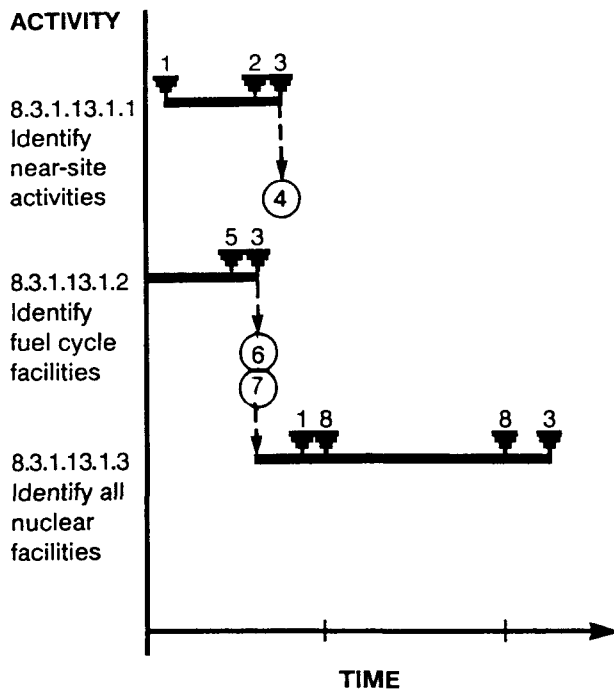 ACTIVITY
1 2 3
8.3.1.13.1.1
Identify
near-site
activities
4
5 3
8.3.1.13.1.2
Identify
fuel cycle
facilities
6
7
1 8 8 3
8.3.1.13.1.3
Identify all
nuclear
facilities
TIME